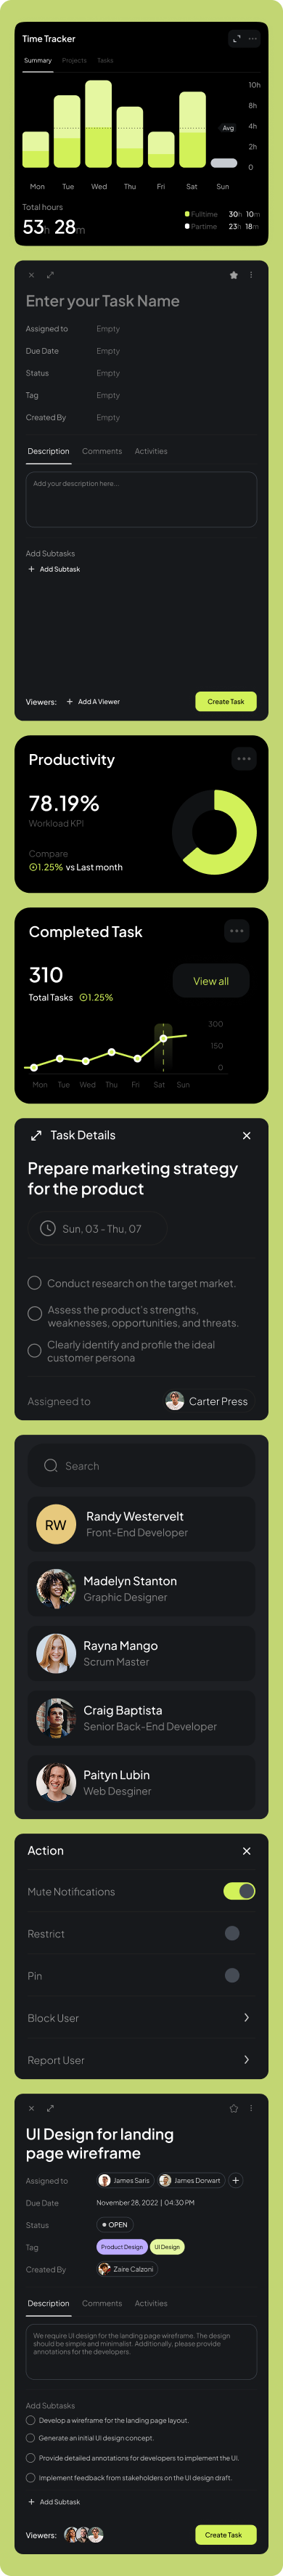 Time Tracker
Summary Projects Tasks
10h
8h
Avg 4h
2h
0
Mon Tue Wed Thu Fri Sat Sun
Total hours
53h 28m
Fulltime 30h 10m
Partime 23h 18m
Enter your Task Name
Assigned to Empty
Due Date Empty
Status Empty
Tag Empty
Created By Empty
Description Comments Activities
Add your description here...
Add Subtasks
+ Add Subtask
Viewers: + Add A Viewer Create Task
Productivity
78.19%
Workload KPI
Compare
1.25% vs Last month
Completed Task
310
Total Tasks 1.25%
View all
300
150
0
Mon Tue Wed Thu Fri Sat Sun
Task Details
Prepare marketing strategy
for the product
Sun, 03 - Thu, 07
Conduct research on the target market.
Assess the product's strengths,
weaknesses, opportunities, and threats.
Clearly identify and profile the ideal
customer persona
Assigneed to Carter Press
Search
RW
Randy Westervelt
Front-End Developer
Madelyn Stanton
Graphic Designer
Rayna Mango
Scrum Master
Craig Baptista
Senior Back-End Developer
Paityn Lubin
Web Desginer
Action
Mute Notifications
Restrict
Pin
Block User
Report User
UI Design for landing
page wireframe
Assigned to James Saris James Dorwart +
Due Date November 28, 2022 | 04:30 PM
Status OPEN
Tag Product Design UI Design
Created By Zaire Calzoni
Description Comments Activities
We require UI design for the landing page wireframe. The design
should be simple and minimalist. Additionally, please provide
annotations for the developers.
Add Subtasks
Develop a wireframe for the landing page layout.
Generate an initial UI design concept.
Provide detailed annotations for developers to implement the UI.
Implement feedback from stakeholders on the UI design draft.
+ Add Subtask
Viewers: Create Task